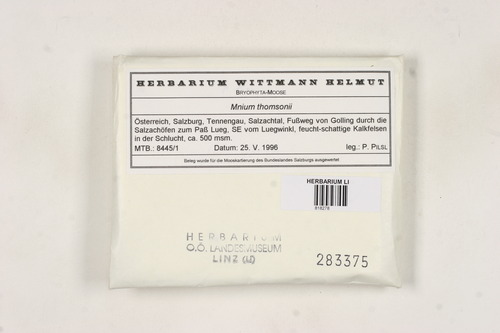 HERBARIUM WITTMANN HELMUT
BRYOPHYTA-MOOSE
Mnium thomsonii
Österreich, Salzburg, Tennengau, Salzachtal, Fußweg von Golling durch die
Salzachöfen zum Paß Lueg, SE vom Luegwinkl, feucht-schattige Kalkfelsen
in der Schlucht, ca. 500 msm.
MTB.: 8445/1 Datum: 25. V. 1996 leg.: P. PILSL
Beleg wurde für die Mooskartierung des Bundeslandes Salzburgs ausgewertet
HERBARIUM LI
818278
HERBARIUM
O.Ö. LANDESMUSEUM
LINZ (LI)
283375